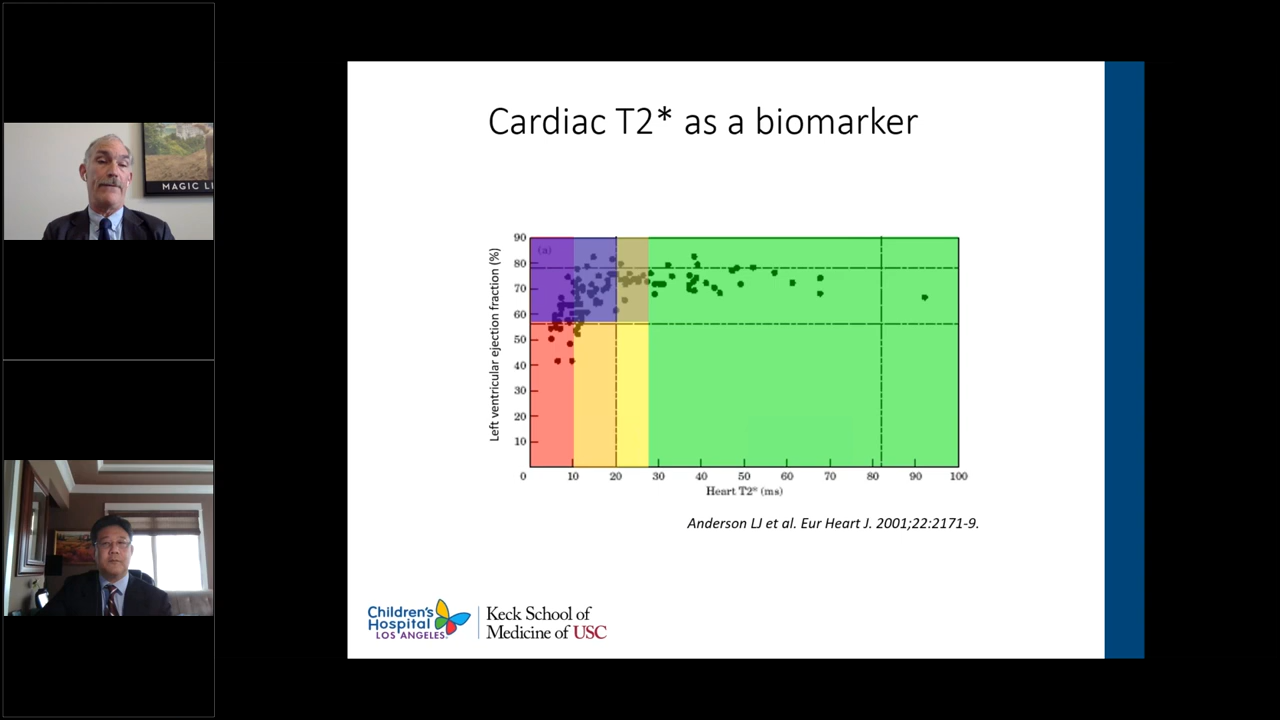 MAGIC
Cardiac T2* as a biomarker
Left ventricular ejection fraction (%)
90
80
70
60
50
40
30
20
10
(a)
0 10 20 30 40 50 60 70 80 90 100
Heart T2* (ms)
Anderson LJ et al. Eur Heart J. 2001;22:2171-9.
Children's
Hospital
LOS ANGELES.
Keck School of
Medicine of USC